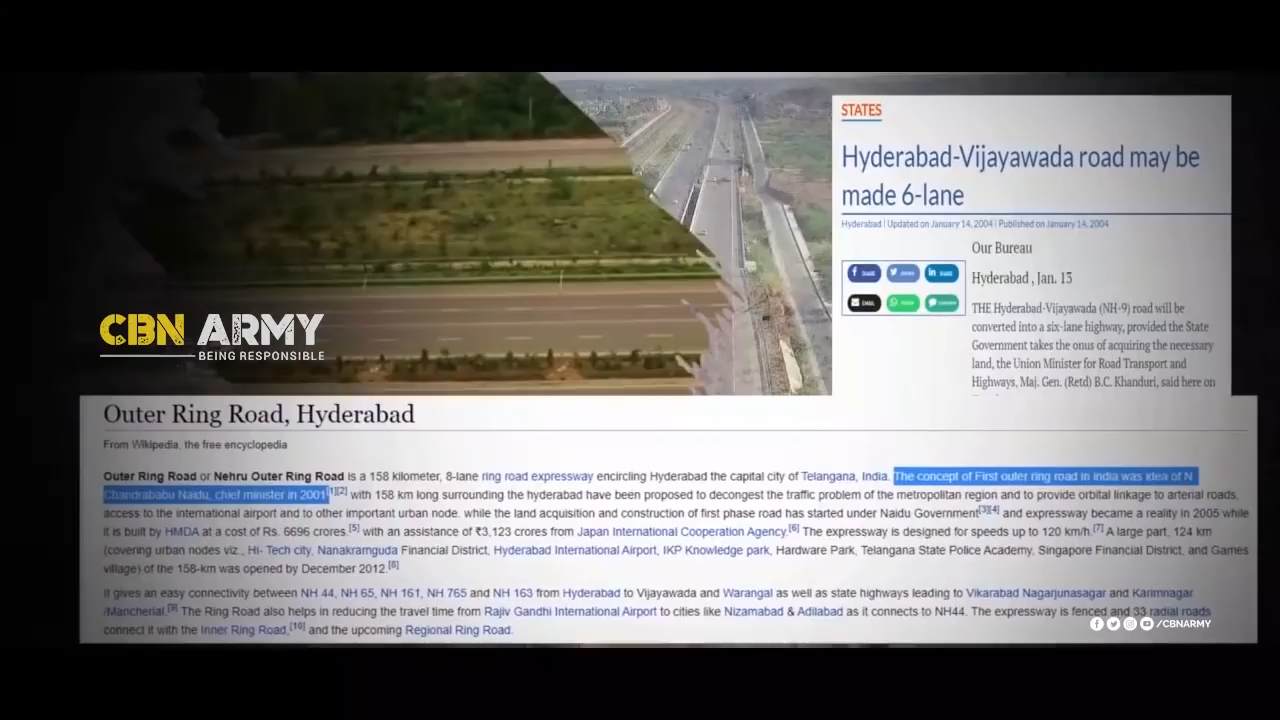 STATES
Hyderabad-Vijayawada road may be
made 6-lane
Hyderabad | Updated on January 14, 2004 | Published on January 14, 2004
Our Bureau
Hyderabad , Jan. 13
SHARE
SHARE
EMAIL
THE Hyderabad-Vijayawada (NH-9) road will be
converted into a six-lane highway, provided the State
Government takes the onus of acquiring the necessary
land, the Union Minister for Road Transport and
Highways, Maj. Gen. (Retd) B.C. Khanduri, said here on
CBN ARMY
BEING RESPONSIBLE
Outer Ring Road, Hyderabad
From Wikipedia, the free encyclopedia
Outer Ring Road or Nehru Outer Ring Road is a 158 kilometer, 8-lane ring road expressway encircling Hyderabad the capital city of Telangana, India. The concept of First outer ring road in india was idea of N
Chandrababu Naidu, chief minister in 2001[1][2] with 158 km long surrounding the hyderabad have been proposed to decongest the traffic problem of the metropolitan region and to provide orbital linkage to arterial roads,
access to the international airport and to other important urban node. while the land acquisition and construction of first phase road has started under Naidu Government[3][4] and expressway became a reality in 2005 while
it is built by HMDA at a cost of Rs. 6696 crores.[5] with an assistance of ₹3,123 crores from Japan International Cooperation Agency.[6] The expressway is designed for speeds up to 120 km/h.[7] A large part, 124 km
(covering urban nodes viz., Hi- Tech city, Nanakramguda Financial District, Hyderabad International Airport, IKP Knowledge park, Hardware Park, Telangana State Police Academy, Singapore Financial District, and Games
village) of the 158-km was opened by December 2012.[8]
It gives an easy connectivity between NH 44, NH 65, NH 161, NH 765 and NH 163 from Hyderabad to Vijayawada and Warangal as well as state highways leading to Vikarabad Nagarjunasagar and Karimnagar
/Mancherial.[9] The Ring Road also helps in reducing the travel time from Rajiv Gandhi International Airport to cities like Nizamabad & Adilabad as it connects to NH44. The expressway is fenced and 33 radial roads
connect it with the Inner Ring Road,[10] and the upcoming Regional Ring Road.
/CBNARMY